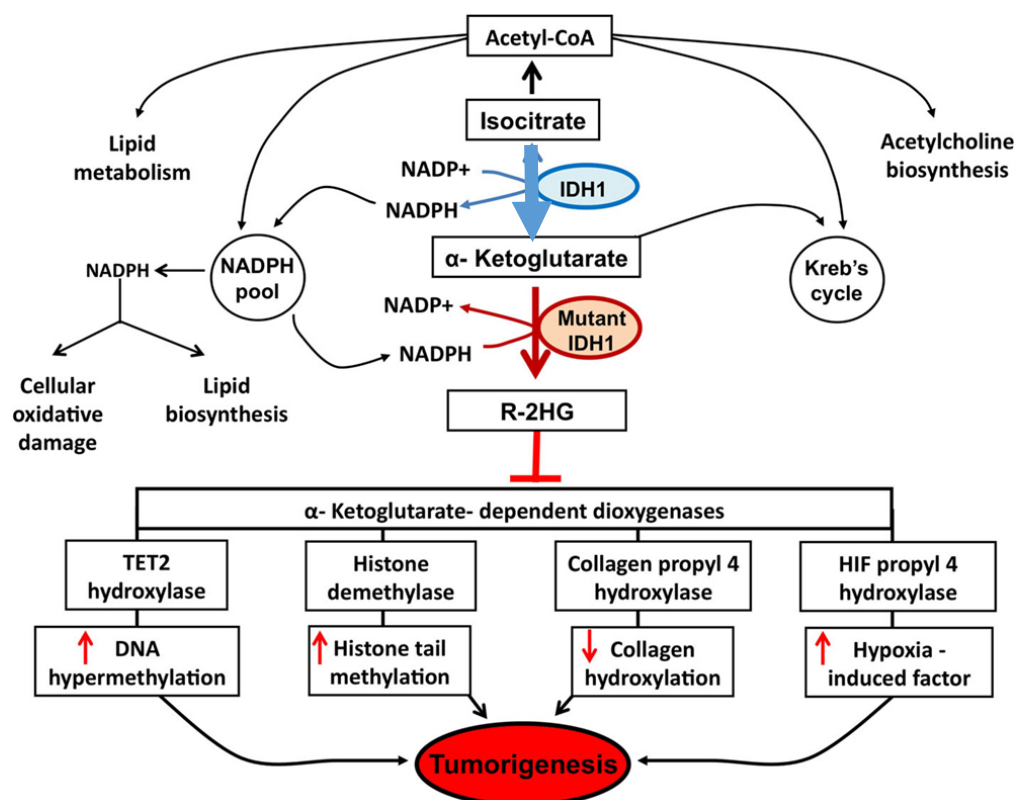 Acetyl-CoA
Isocitrate
Lipid
metabolism
Acetylcholine
biosynthesis
NADP+
IDH1
NADPH
α- Ketoglutarate
NADPH
pool
NADPH
Kreb’s
cycle
NADP+
Mutant
IDH1
NADPH
Cellular
oxidative
damage
Lipid
biosynthesis
R-2HG
α- Ketoglutarate- dependent dioxygenases
TET2
hydroxylase
Histone
demethylase
Collagen propyl 4
hydroxylase
HIF propyl 4
hydroxylase
DNA
hypermethylation
Histone tail
methylation
Collagen
hydroxylation
Hypoxia -
induced factor
Tumorigenesis